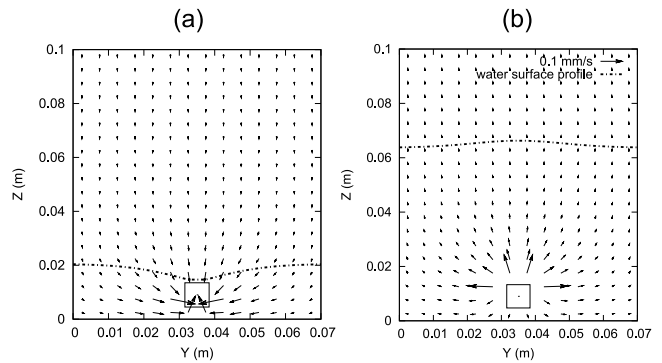 (a)
(b)
0.1
0.08
0.06
0.04
0.02
0
Z (m)
0 0.01 0.02 0.03 0.04 0.05 0.06 0.07
Y (m)
0.1 mm/s
water surface profile
0.1
0.08
0.06
0.04
0.02
0
Z (m)
0.00 0.01 0.02 0.03 0.04 0.05 0.06 0.07
Y (m)